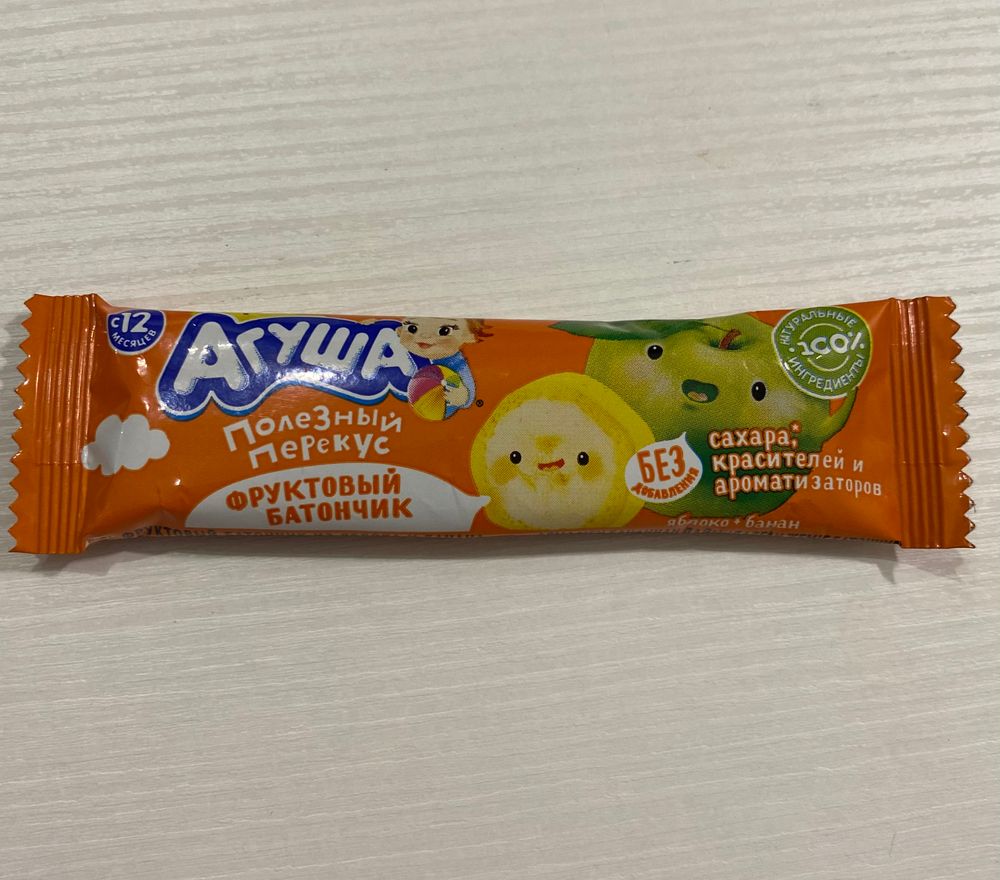 с 12
месяцев
Агуша
®
Полезный
перекус
фруктовый
батончик
без
добавления
сахара,*
красителей и
ароматизаторов
яблоко + банан
натуральные
100%
ингредиенты